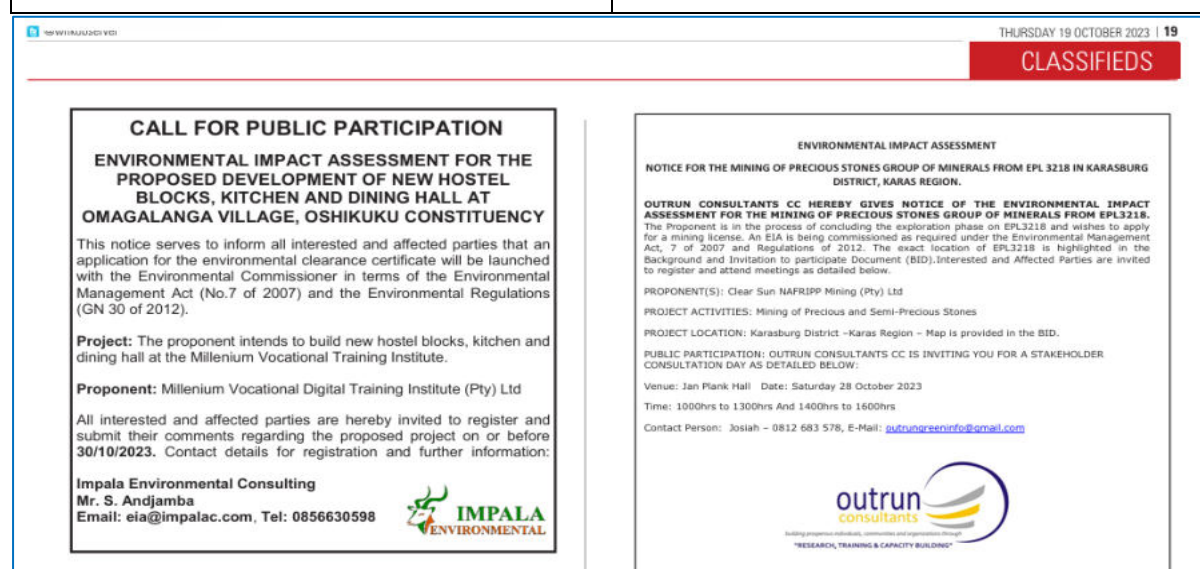 THURSDAY 19 OCTOBER 2023 | 19
CLASSIFIEDS
CALL FOR PUBLIC PARTICIPATION
ENVIRONMENTAL IMPACT ASSESSMENT FOR THE
PROPOSED DEVELOPMENT OF NEW HOSTEL
BLOCKS, KITCHEN AND DINING HALL AT
OMAGALANGA VILLAGE, OSHIKUKU CONSTITUENCY
This notice serves to inform all interested and affected parties that an
application for the environmental clearance certificate will be launched
with the Environmental Commissioner in terms of the Environmental
Management Act (No.7 of 2007) and the Environmental Regulations
(GN 30 of 2012).
Project: The proponent intends to build new hostel blocks, kitchen and
dining hall at the Millenium Vocational Training Institute.
Proponent: Millenium Vocational Digital Training Institute (Pty) Ltd
All interested and affected parties are hereby invited to register and
submit their comments regarding the proposed project on or before
30/10/2023. Contact details for registration and further information:
Impala Environmental Consulting
Mr. S. Andjamba
Email: eia@impalac.com, Tel: 0856630598
IMPALA
ENVIRONMENTAL
ENVIRONMENTAL IMPACT ASSESSMENT
NOTICE FOR THE MINING OF PRECIOUS STONES GROUP OF MINERALS FROM EPL 3218 IN KARASBURG
DISTRICT, KARAS REGION.
OUTRUN CONSULTANTS CC HEREBY GIVES NOTICE OF THE ENVIRONMENTAL IMPACT
ASSESSMENT FOR THE MINING OF PRECIOUS STONES GROUP OF MINERALS FROM EPL3218.
The Proponent is in the process of concluding the exploration phase on EPL3218 and wishes to apply
for a mining license. An EIA is being commissioned as required under the Environmental Management
Act, 7 of 2007 and Regulations of 2012. The exact location of EPL3218 is highlighted in the
Background and Invitation to participate Document (BID).Interested and Affected Parties are invited
to register and attend meetings as detailed below.
PROPONENT(S): Clear Sun NAFRIPP Mining (Pty) Ltd
PROJECT ACTIVITIES: Mining of Precious and Semi-Precious Stones
PROJECT LOCATION: Karasburg District –Karas Region – Map is provided in the BID.
PUBLIC PARTICIPATION: OUTRUN CONSULTANTS CC IS INVITING YOU FOR A STAKEHOLDER
CONSULTATION DAY AS DETAILED BELOW:
Venue: Jan Plank Hall Date: Saturday 28 October 2023
Time: 1000hrs to 1300hrs And 1400hrs to 1600hrs
Contact Person: Josiah – 0812 683 578, E-Mail: outrungreeninfo@gmail.com
outrun
consultants
building prosperous individuals, communities and organizations through
"RESEARCH, TRAINING & CAPACITY BUILDING"